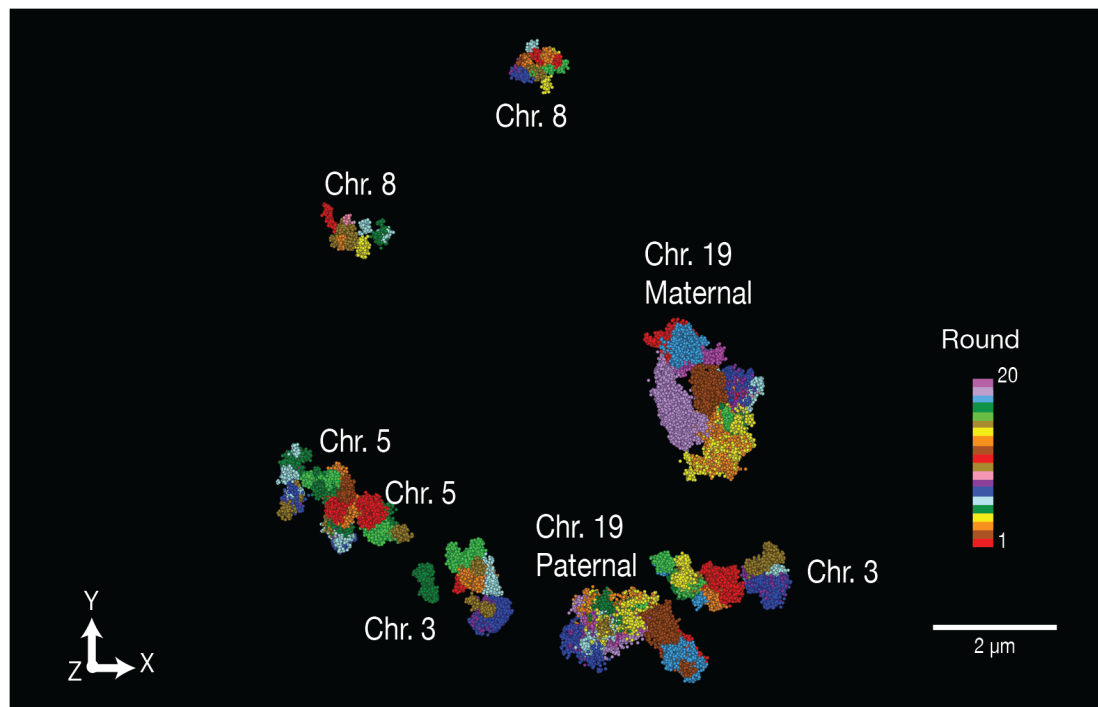 Chr. 8
Chr. 8
Chr. 19
Maternal
Round
20
1
Chr. 5
Chr. 5
Chr. 19
Paternal
Chr. 3
Chr. 3
Y
Z
X
2 µm